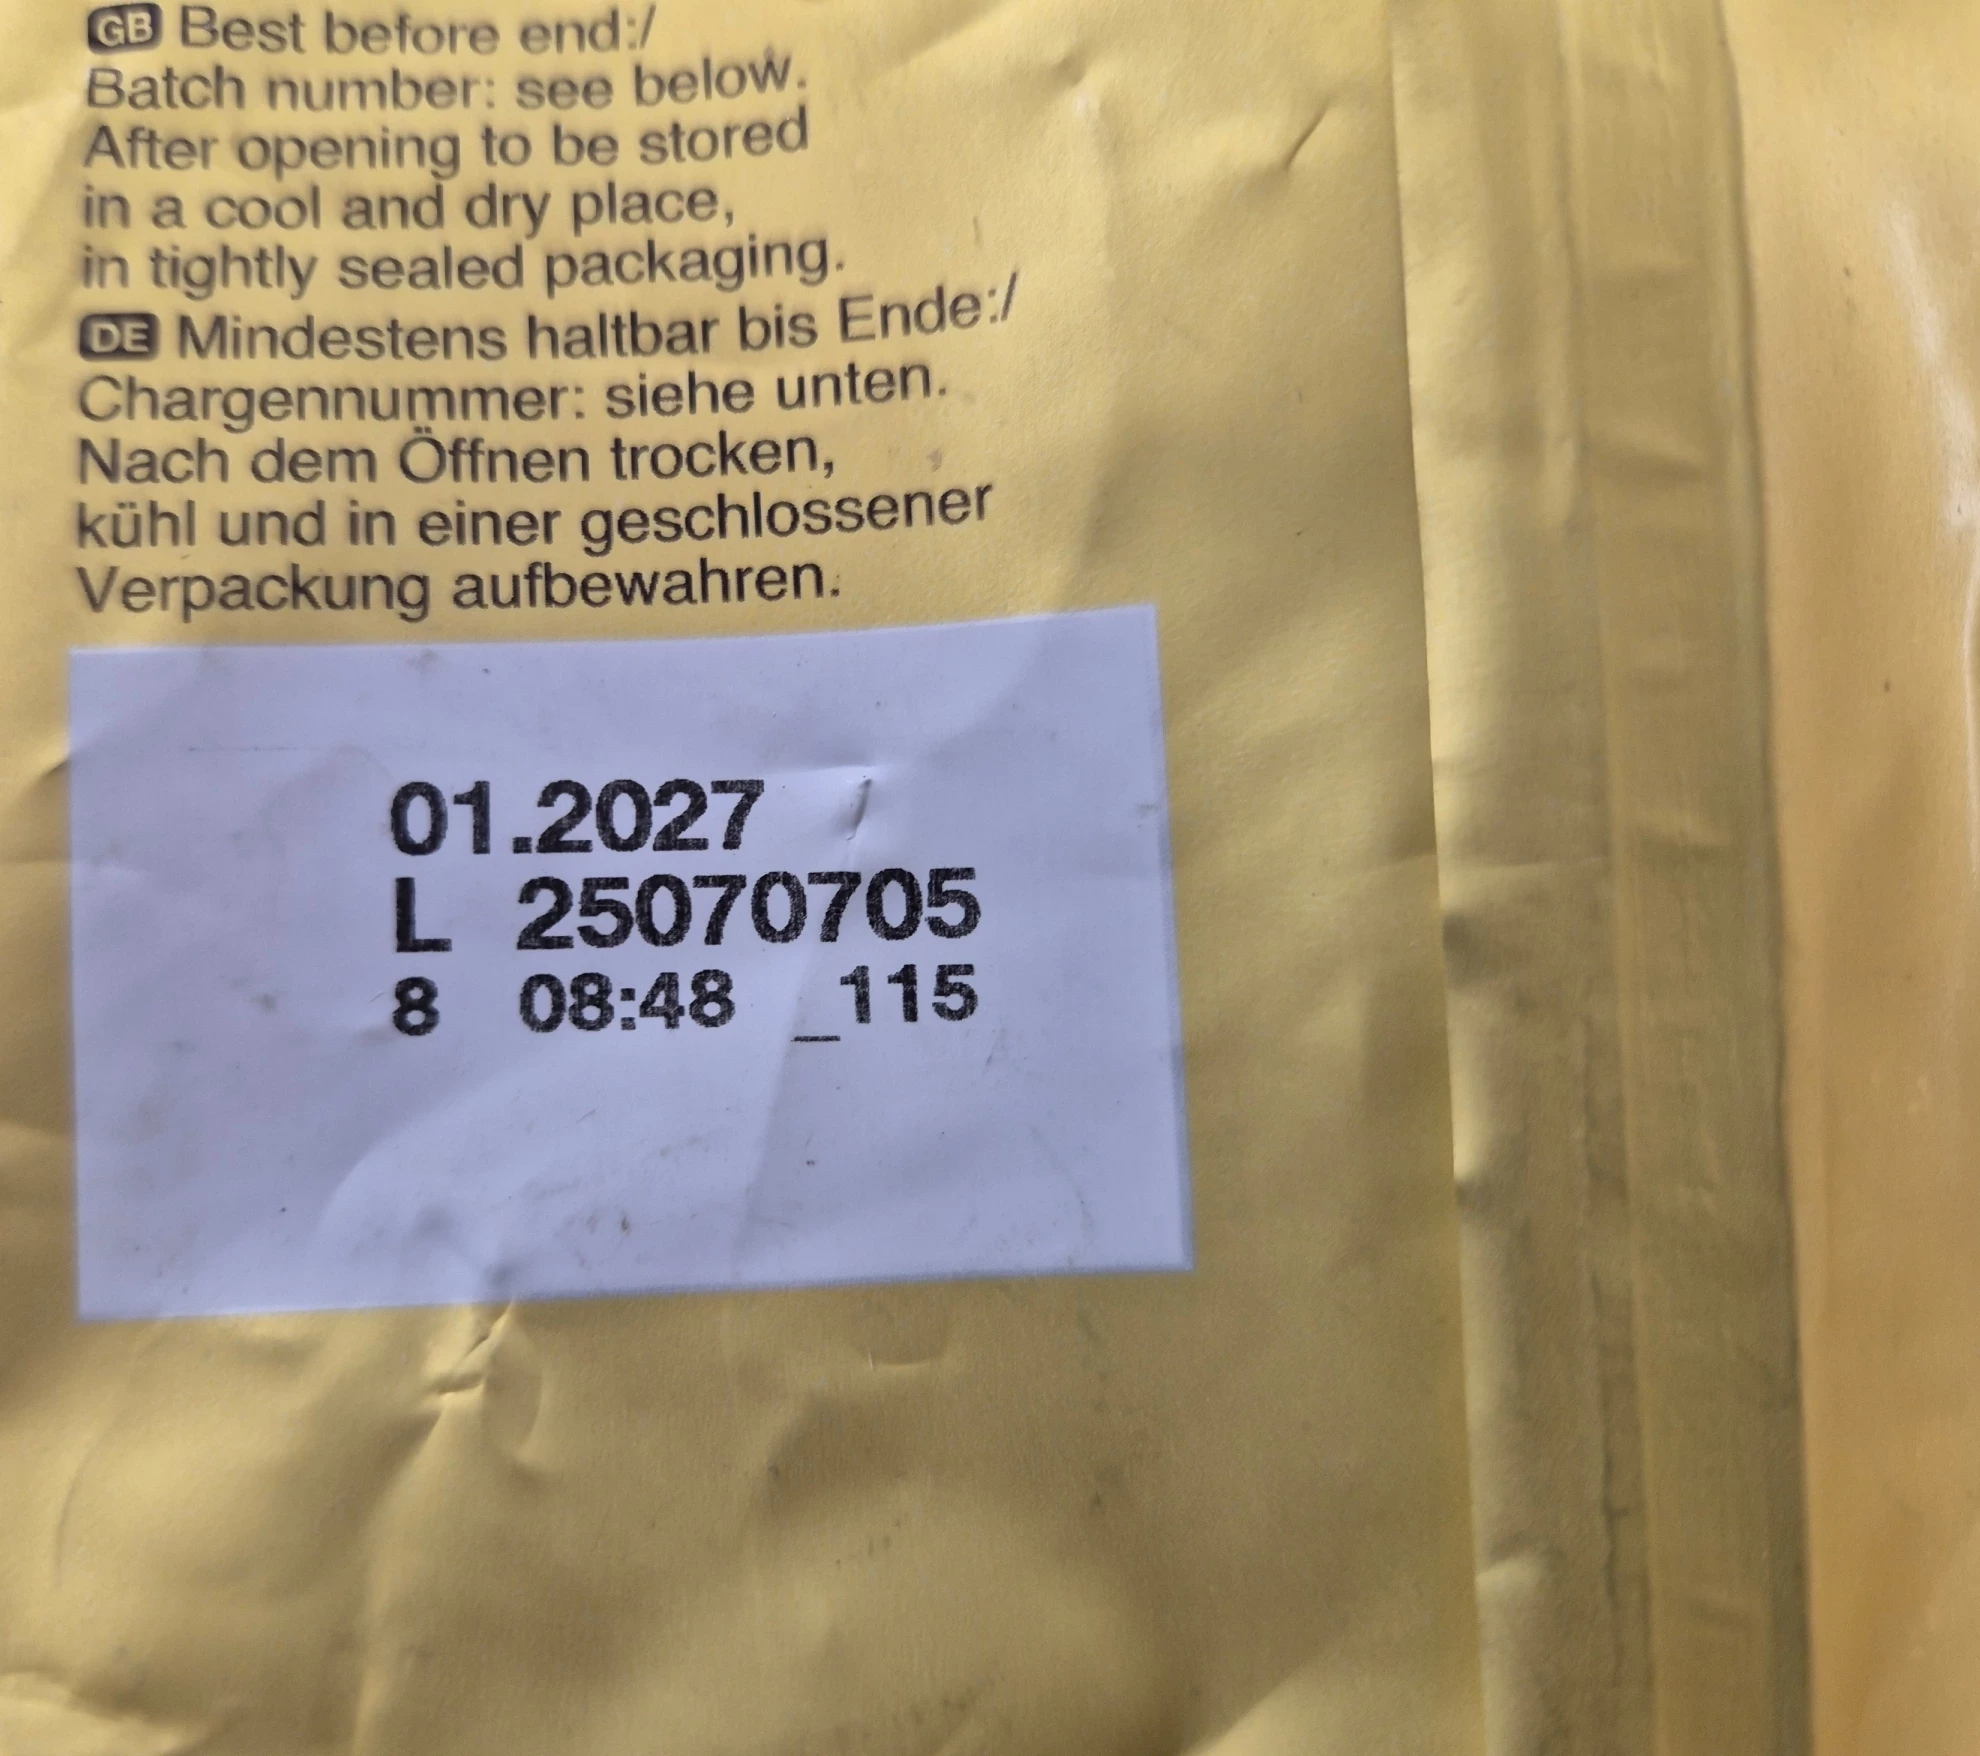 GB Best before end:/
Batch number: see below.
After opening to be stored
in a cool and dry place,
in tightly sealed packaging.
DE Mindestens haltbar bis Ende:/
Chargennummer: siehe unten.
Nach dem Öffnen trocken,
kühl und in einer geschlossener
Verpackung aufbewahren.
01.2027
L 25070705
8 08:48 _115